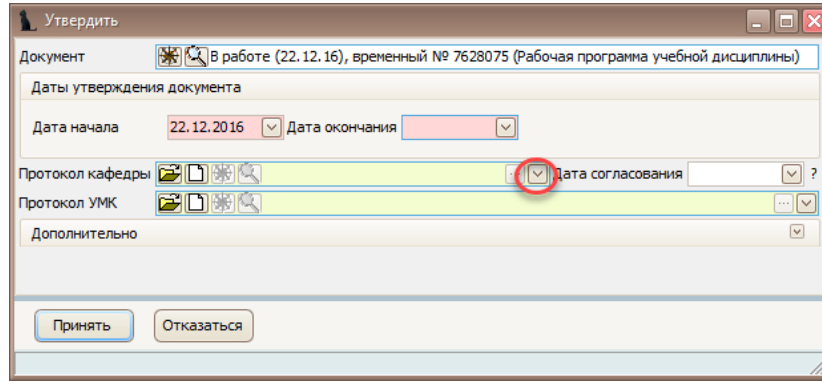 Утвердить
Документ В работе (22.12.16), временный № 7628075 (Рабочая программа учебной дисциплины)
Даты утверждения документа
Дата начала 22.12.2016 Дата окончания
Протокол кафедры ... Дата согласования ?
Протокол УМК ...
Дополнительно
Принять Отказаться